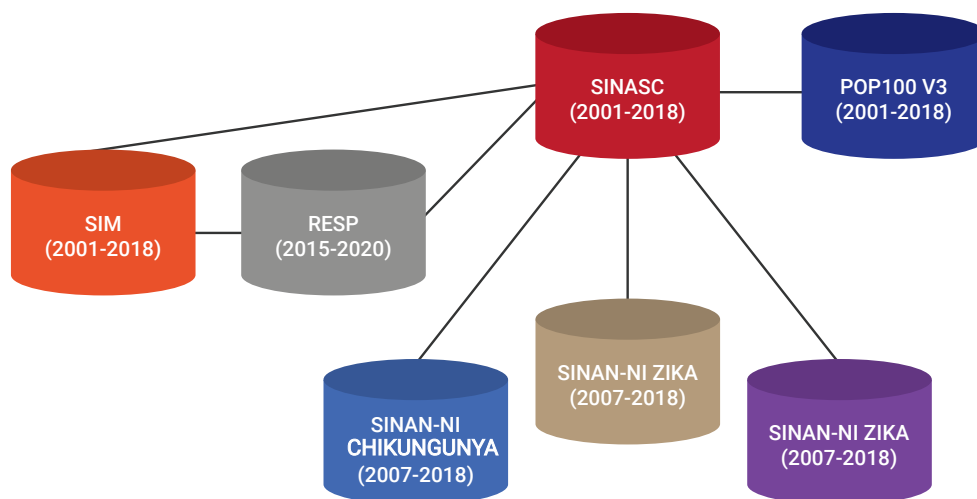 SINASC
(2001-2018)
POP100 V3
(2001-2018)
SIM
(2001-2018)
RESP
(2015-2020)
SINAN-NI ZIKA
(2007-2018)
SINAN-NI
CHIKUNGUNYA
(2007-2018)
SINAN-NI ZIKA
(2007-2018)